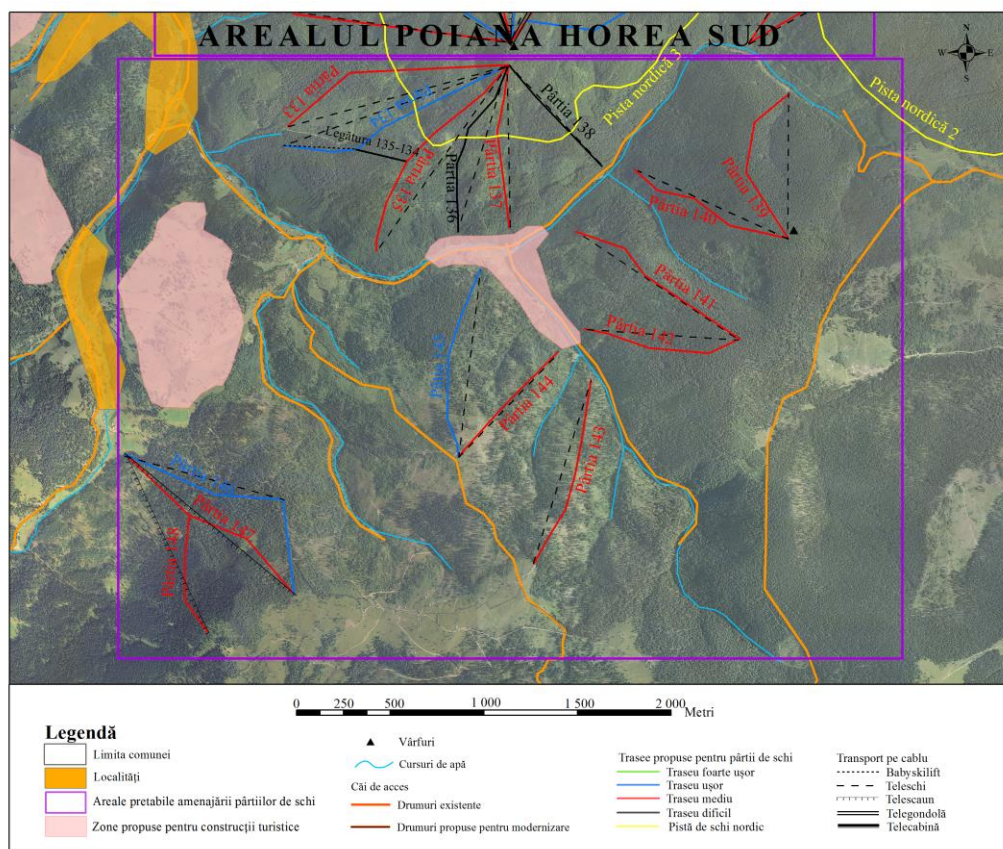 AREALUL POIANA HOREA SUD
N
W
E
S
Pârtia 133
Pârtia 134
Legătura 135-134
Pârtia 135
Pârtia 136
Pârtia 137
Pârtia 138
Pista nordică 3
Pista nordică 2
Pârtia 139
Pârtia 140
Pârtia 141
Pârtia 142
Pârtia 145
Pârtia 144
Pârtia 143
Pârtia 147
Pârtia 148
0 250 500 1 000 1 500 2 000
Metri
Legendă
Limita comunei
Localități
Areale pretabile amenajării pârtiilor de schi
Zone propuse pentru construcții turistice
Vârfuri
Cursuri de apă
Căi de acces
Drumuri existente
Drumuri propuse pentru modernizare
Trasee propuse pentru pârtii de schi
Traseu foarte ușor
Traseu ușor
Traseu mediu
Traseu dificil
Pistă de schi nordic
Transport pe cablu
Babyskilift
Teleschi
Telescaun
Telegondolă
Telecabină